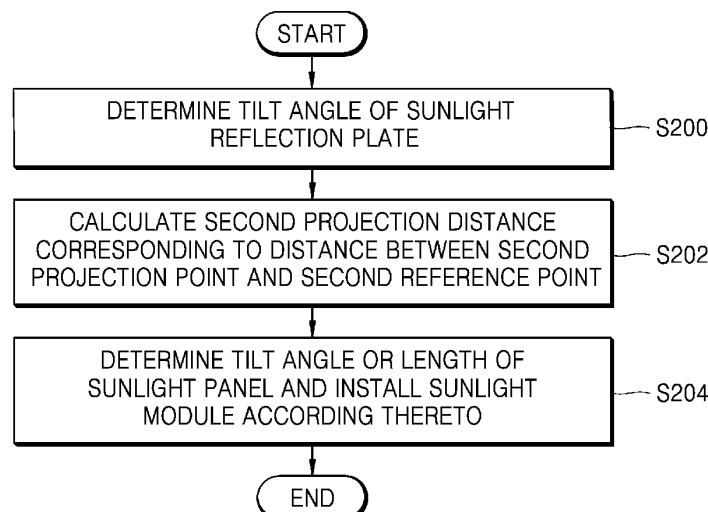 START
DETERMINE TILT ANGLE OF SUNLIGHT
REFLECTION PLATE
S200
CALCULATE SECOND PROJECTION DISTANCE
CORRESPONDING TO DISTANCE BETWEEN SECOND
PROJECTION POINT AND SECOND REFERENCE POINT
S202
DETERMINE TILT ANGLE OR LENGTH OF
SUNLIGHT PANEL AND INSTALL SUNLIGHT
MODULE ACCORDING THERETO
S204
END